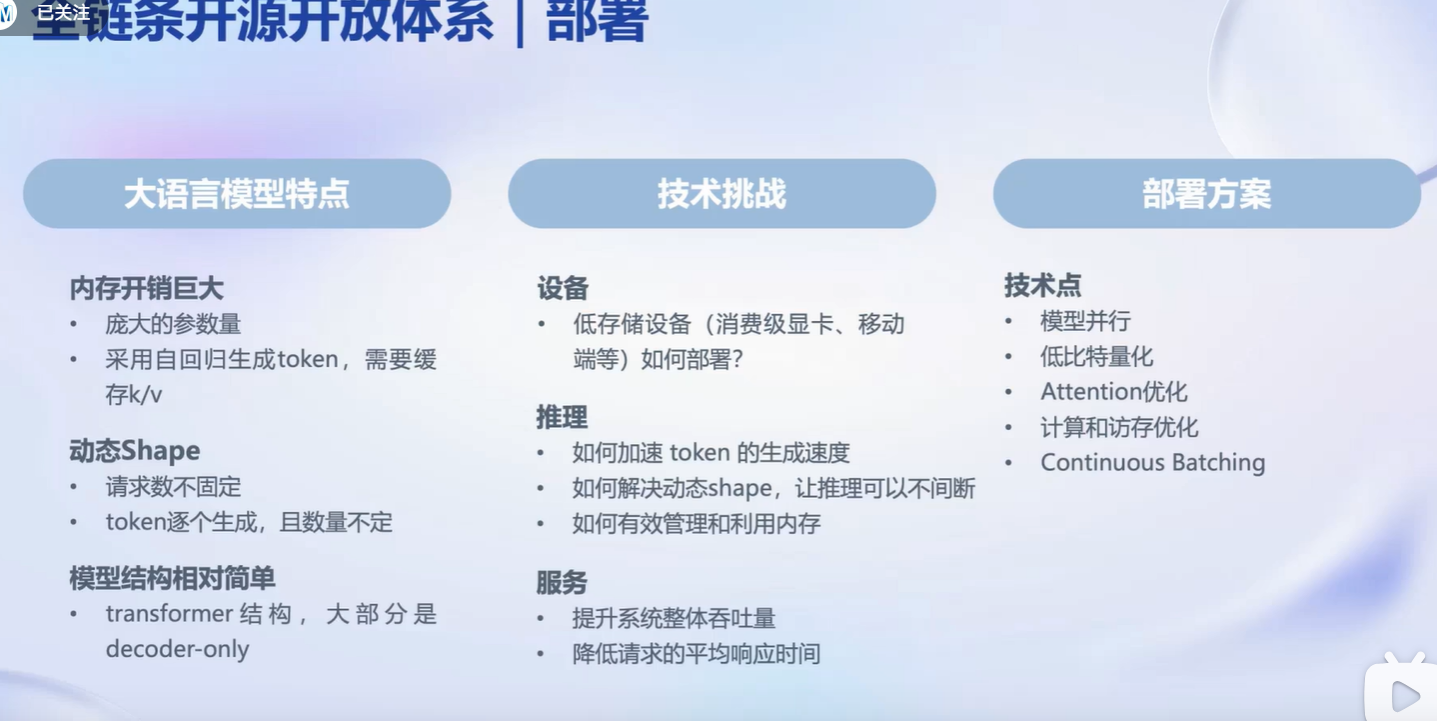 已关注
全链条开源开放体系 | 部署
大语言模型特点
内存开销巨大
• 庞大的参数量
• 采用自回归生成token，需要缓
存k/v
动态Shape
• 请求数不固定
• token逐个生成，且数量不定
模型结构相对简单
• transformer结构，大部分是
decoder-only
技术挑战
设备
• 低存储设备（消费级显卡、移动
端等）如何部署？
推理
• 如何加速 token 的生成速度
• 如何解决动态shape，让推理可以不间断
• 如何有效管理和利用内存
服务
• 提升系统整体吞吐量
• 降低请求的平均响应时间
部署方案
技术点
• 模型并行
• 低比特量化
• Attention优化
• 计算和访存优化
• Continuous Batching